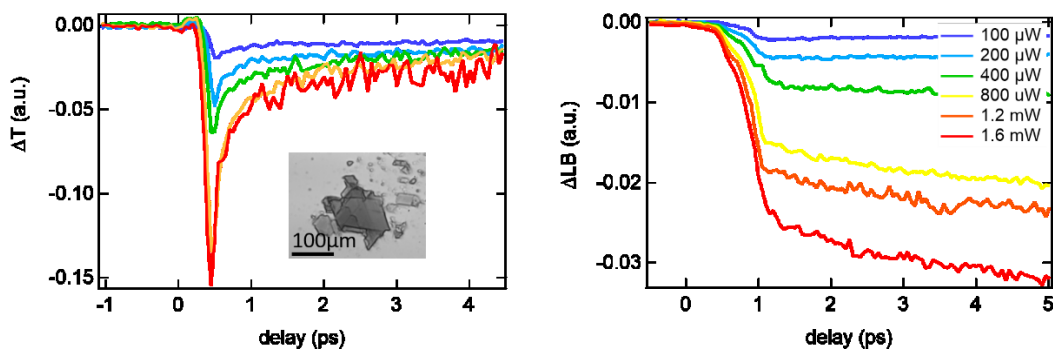 0.00
-0.05
-0.10
-0.15
ΔT (a.u.)
-1
0
1
2
3
4
delay (ps)
100μm
0.00
-0.01
-0.02
-0.03
ΔLB (a.u.)
0
1
2
3
4
5
delay (ps)
100 μW
200 μW
400 μW
800 uW
1.2 mW
1.6 mW